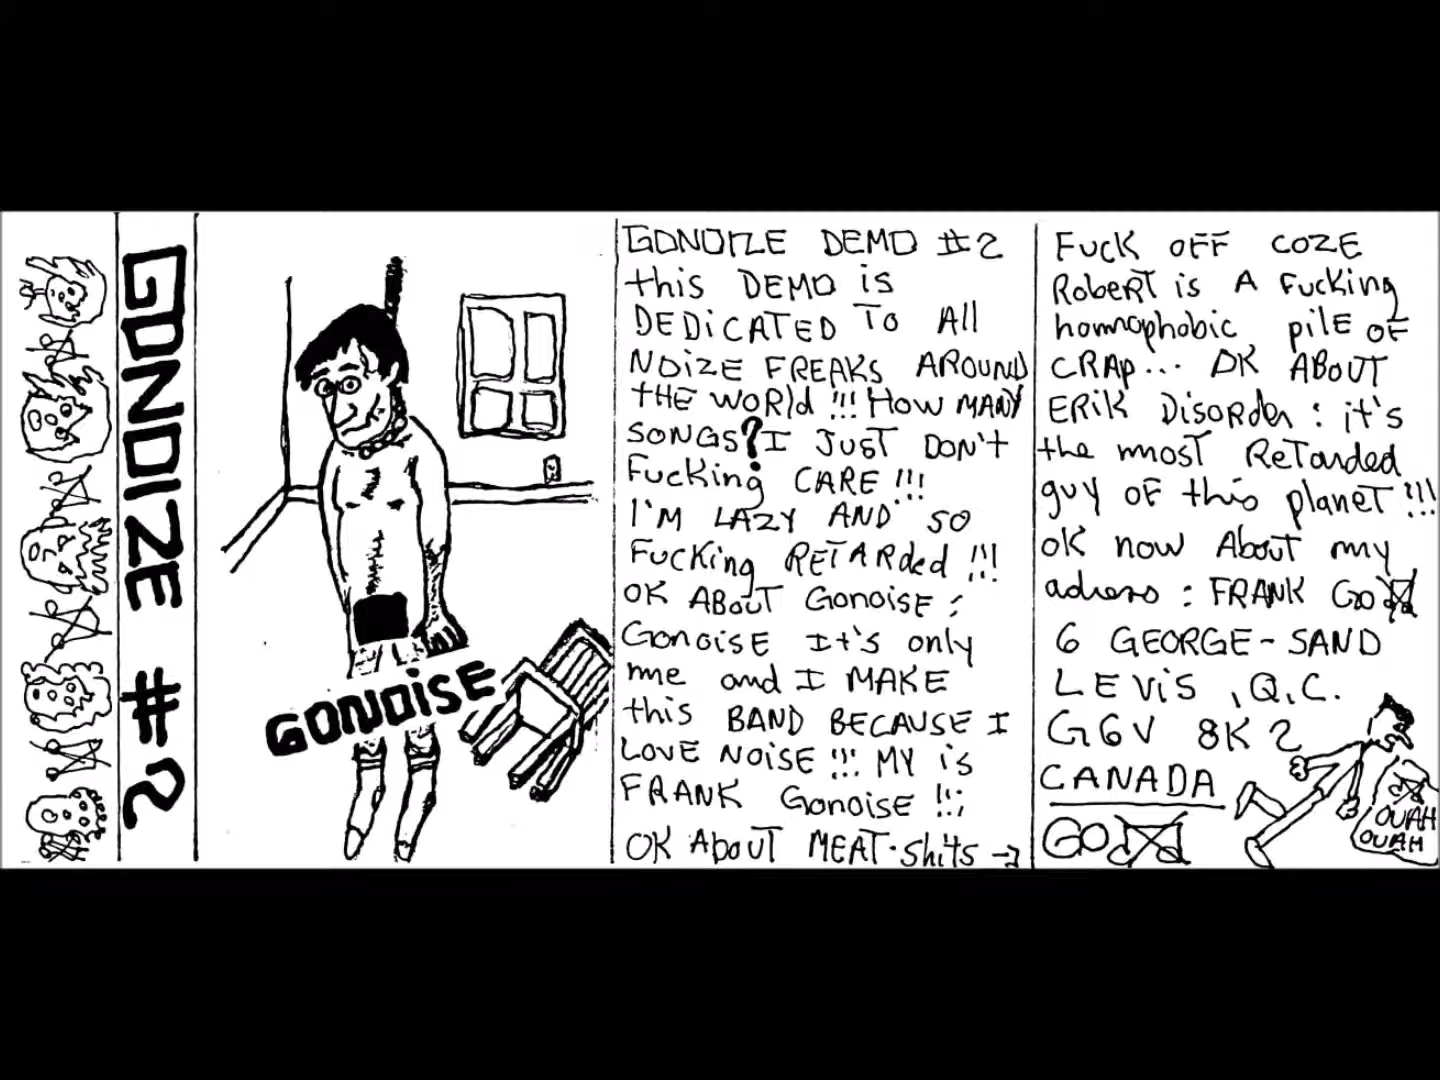 GONOIZE #2
GONOISE
GONOIZE DEMO #2
this DEMO is
DEDiCATED TO All
NOiZE FREAKS AROUND
THE WORld !!! HOW MANY
SONGS? I JUST DON't
Fucking CARE !!!
I'M LAZY AND SO
Fucking RETARded !!!
OK ABOUT GONOiSE :
GONOiSE It's only
me and I MAKE
this BAND BECAUSE I
LOVE NOiSE !!! MY is
FRANK GONOiSE !!!
OK About MEAT-Shits →
FUCK OFF COZE
RobeRT is A Fucking
homophobic pile OF
CRAp... OK ABOUT
ERiK DisORder : it's
the most ReTarded
guy OF this planeT !!!
OK NOW ABouT my
adress : FRANK GO
6 GEORGE-SAND
LEViS , Q.C.
G6V 8K2
CANADA
GO
OUAH
OUAH